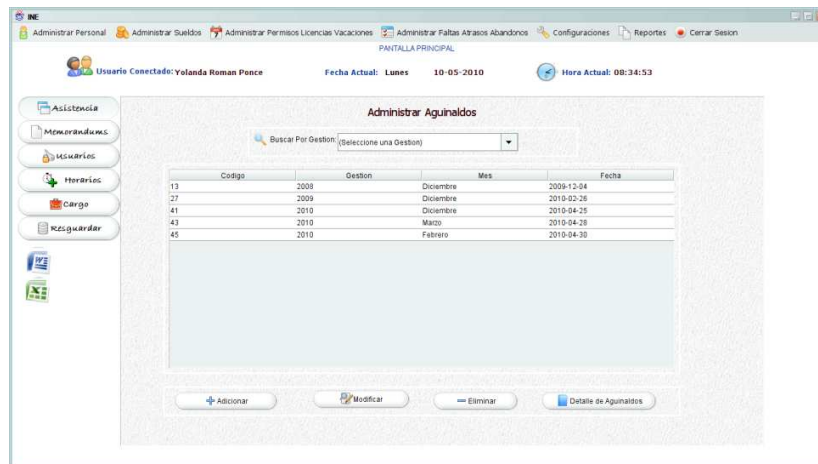 INE
Administrar Personal Administrar Sueldos Administrar Permisos Licencias Vacaciones Administrar Faltas Atrasos Abandonos Configuraciones Reportes Cerrar Sesion
PANTALLA PRINCIPAL
Usuario Conectado: Yolanda Roman Ponce Fecha Actual: Lunes 10-05-2010 Hora Actual: 08:34:53
Asistencia
Memorandums
Usuarios
Horarios
Cargo
Resguardar
Administrar Aguinaldos
Buscar Por Gestion: (Seleccione una Gestion)
Codigo Gestion Mes Fecha
13 2008 Diciembre 2009-12-04
27 2009 Diciembre 2010-02-26
41 2010 Diciembre 2010-04-25
43 2010 Marzo 2010-04-28
45 2010 Febrero 2010-04-30
Adicionar Modificar Eliminar Detalle de Aguinaldos